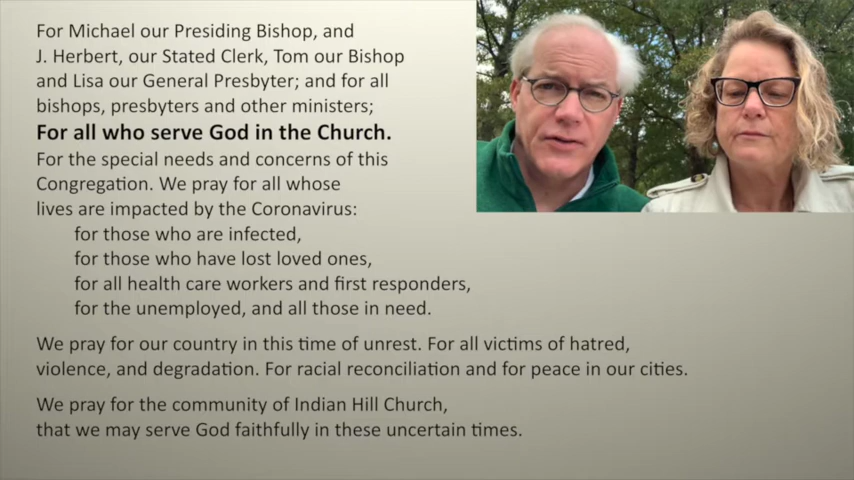 For Michael our Presiding Bishop, and
J. Herbert, our Stated Clerk, Tom our Bishop
and Lisa our General Presbyter; and for all
bishops, presbyters and other ministers;
For all who serve God in the Church.
For the special needs and concerns of this
Congregation. We pray for all whose
lives are impacted by the Coronavirus:
for those who are infected,
for those who have lost loved ones,
for all health care workers and first responders,
for the unemployed, and all those in need.
We pray for our country in this time of unrest. For all victims of hatred,
violence, and degradation. For racial reconciliation and for peace in our cities.
We pray for the community of Indian Hill Church,
that we may serve God faithfully in these uncertain times.